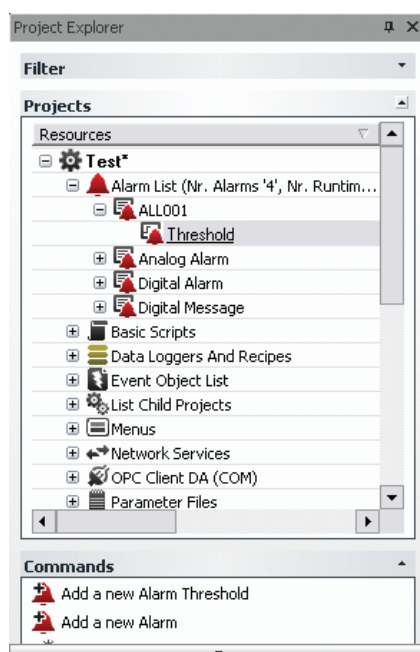 Project Explorer
Filter
Projects
Resources
Test*
Alarm List (Nr. Alarms '4', Nr. Runtim...
ALL001
Threshold
Analog Alarm
Digital Alarm
Digital Message
Basic Scripts
Data Loggers And Recipes
Event Object List
List Child Projects
Menus
Network Services
OPC Client DA (COM)
Parameter Files
Commands
Add a new Alarm Threshold
Add a new Alarm